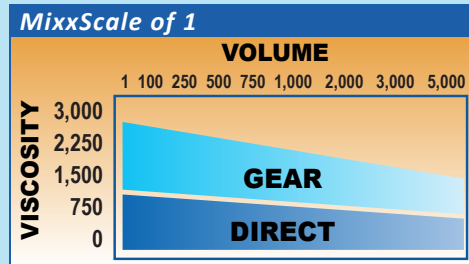 MixxScale of 1
VOLUME
1 100 250 500 750 1,000 2,000 3,000 5,000
VISCOSITY
3,000
2,250
1,500
750
0
GEAR
DIRECT